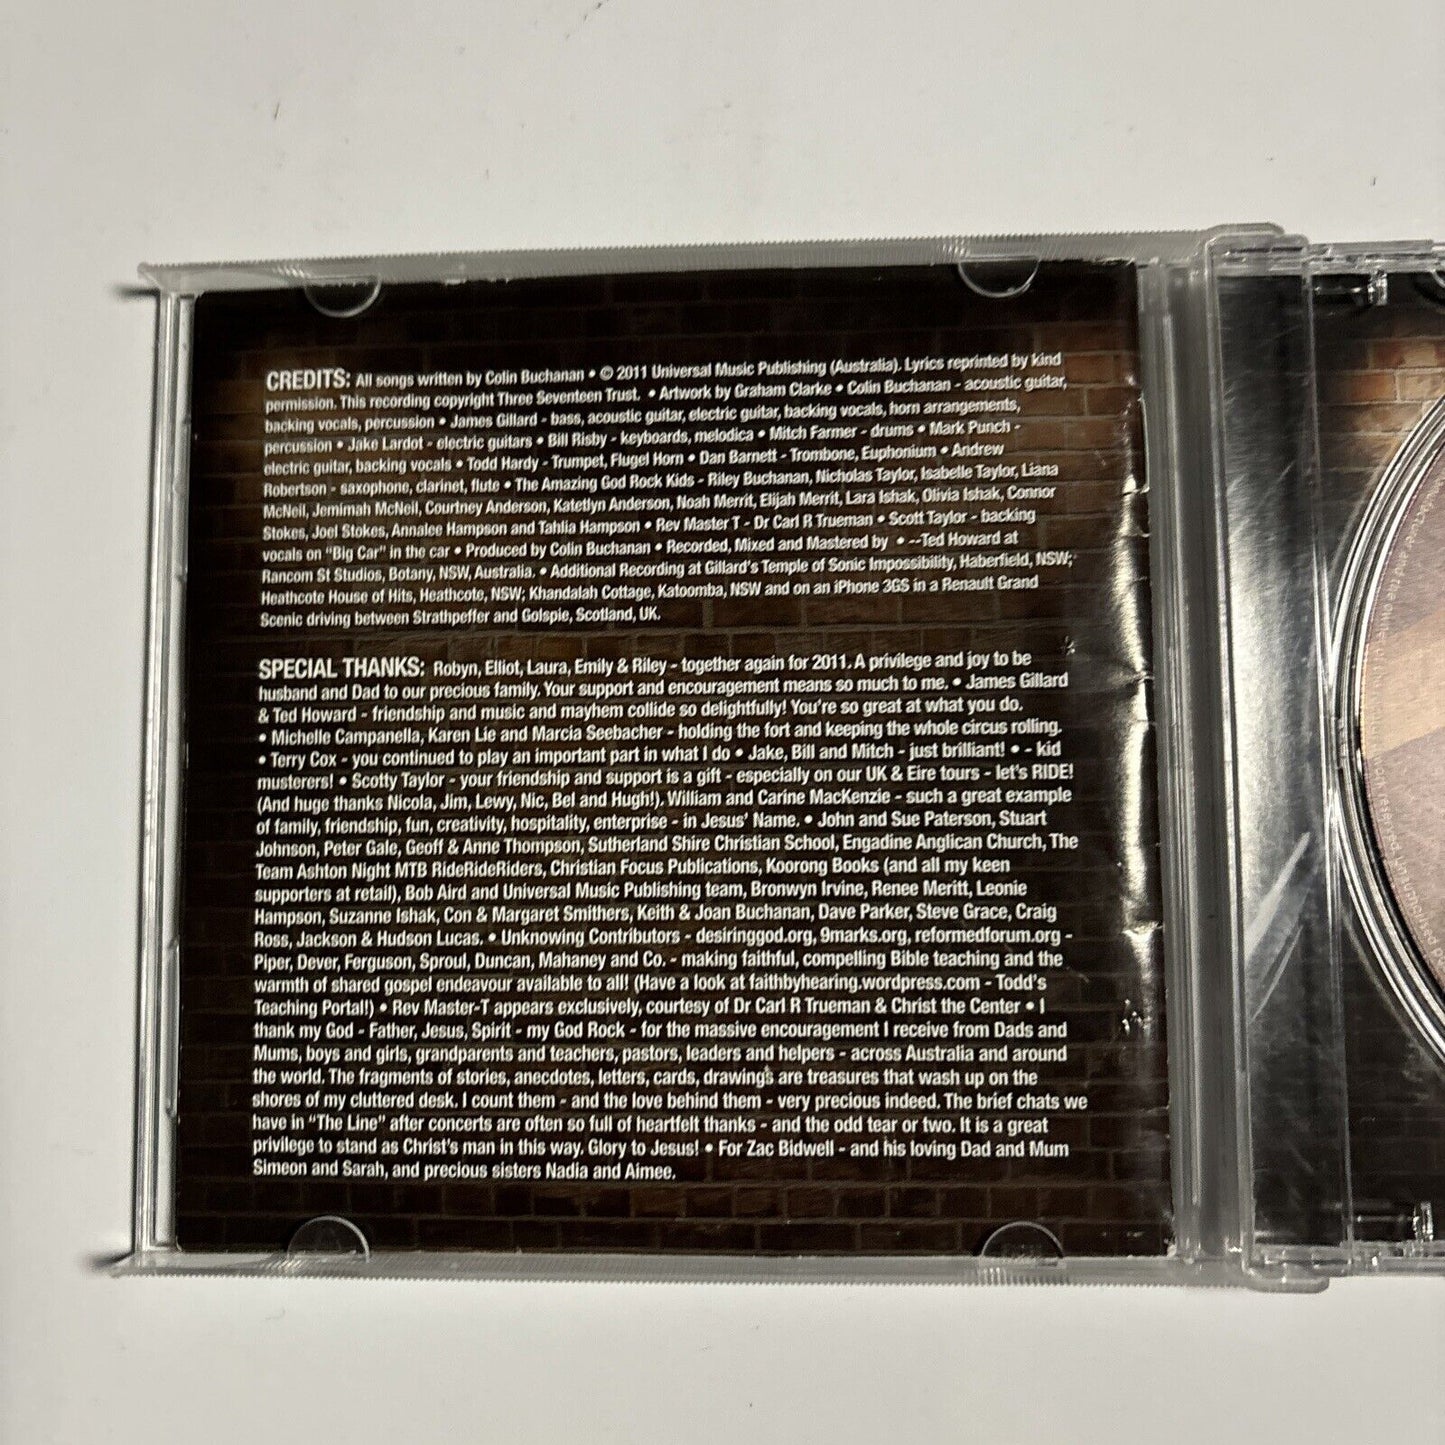 CREDITS: All songs written by Colin Buchanan • © 2011 Universal Music Publishing (Australia). Lyrics reprinted by kind
permission. This recording copyright Three Seventeen Trust. • Artwork by Graham Clarke • Colin Buchanan - acoustic guitar,
backing vocals, percussion • James Gillard - bass, acoustic guitar, electric guitar, backing vocals, horn arrangements,
percussion • Jake Lardot - electric guitars • Bill Risby - keyboards, melodica • Mitch Farmer - drums • Mark Punch -
electric guitar, backing vocals • Todd Hardy - Trumpet, Flugel Horn • Dan Barnett - Trombone, Euphonium • Andrew
Robertson - saxophone, clarinet, flute • The Amazing God Rock Kids - Riley Buchanan, Nicholas Taylor, Isabelle Taylor, Liana
McNeil, Jemimah McNeil, Courtney Anderson, Katetlyn Anderson, Noah Merrit, Elijah Merrit, Lara Ishak, Olivia Ishak, Connor
Stokes, Joel Stokes, Annalee Hampson and Tahlia Hampson • Rev Master T - Dr Carl R Trueman • Scott Taylor - backing
vocals on "Big Car" in the car • Produced by Colin Buchanan • Recorded, Mixed and Mastered by • --Ted Howard at
Rancom St Studios, Botany, NSW, Australia. • Additional Recording at Gillard's Temple of Sonic Impossibility, Haberfield, NSW;
Heathcote House of Hits, Heathcote, NSW; Khandalah Cottage, Katoomba, NSW and on an iPhone 3GS in a Renault Grand
Scenic driving between Strathpeffer and Golspie, Scotland, UK.
SPECIAL THANKS: Robyn, Elliot, Laura, Emily & Riley - together again for 2011. A privilege and joy to be
husband and Dad to our precious family. Your support and encouragement means so much to me. • James Gillard
& Ted Howard - friendship and music and mayhem collide so delightfully! You're so great at what you do.
• Michelle Campanella, Karen Lie and Marcia Seebacher - holding the fort and keeping the whole circus rolling.
• Terry Cox - you continued to play an important part in what I do • Jake, Bill and Mitch - just brilliant! • - kid
musterers! • Scotty Taylor - your friendship and support is a gift - especially on our UK & Eire tours - let's RIDE!
(And huge thanks Nicola, Jim, Lewy, Nic, Bel and Hugh!). William and Carine MacKenzie - such a great example
of family, friendship, fun, creativity, hospitality, enterprise - in Jesus' Name. • John and Sue Paterson, Stuart
Johnson, Peter Gale, Geoff & Anne Thompson, Sutherland Shire Christian School, Engadine Anglican Church, The
Team Ashton Night MTB RideRideRiders, Christian Focus Publications, Koorong Books (and all my keen
supporters at retail), Bob Aird and Universal Music Publishing team, Bronwyn Irvine, Renee Meritt, Leonie
Hampson, Suzanne Ishak, Con & Margaret Smithers, Keith & Joan Buchanan, Dave Parker, Steve Grace, Craig
Ross, Jackson & Hudson Lucas. • Unknowing Contributors - desiringgod.org, 9marks.org, reformedforum.org -
Piper, Dever, Ferguson, Sproul, Duncan, Mahaney and Co. - making faithful, compelling Bible teaching and the
warmth of shared gospel endeavour available to all! (Have a look at faithbyhearing.wordpress.com - Todd's
Teaching Portal!) • Rev Master-T appears exclusively, courtesy of Dr Carl R Trueman & Christ the Center • I
thank my God - Father, Jesus, Spirit - my God Rock - for the massive encouragement I receive from Dads and
Mums, boys and girls, grandparents and teachers, pastors, leaders and helpers - across Australia and around
the world. The fragments of stories, anecdotes, letters, cards, drawings are treasures that wash up on the
shores of my cluttered desk. I count them - and the love behind them - very precious indeed. The brief chats we
have in "The Line" after concerts are often so full of heartfelt thanks - and the odd tear or two. It is a great
privilege to stand as Christ's man in this way. Glory to Jesus! • For Zac Bidwell - and his loving Dad and Mum
Simeon and Sarah, and precious sisters Nadia and Aimee.